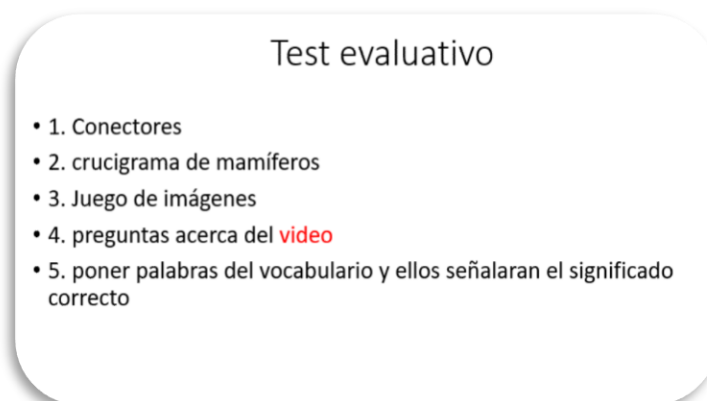 Test evaluativo
• 1. Conectores
• 2. crucigrama de mamíferos
• 3. Juego de imágenes
• 4. preguntas acerca del video
• 5. poner palabras del vocabulario y ellos señalaran el significado
correcto